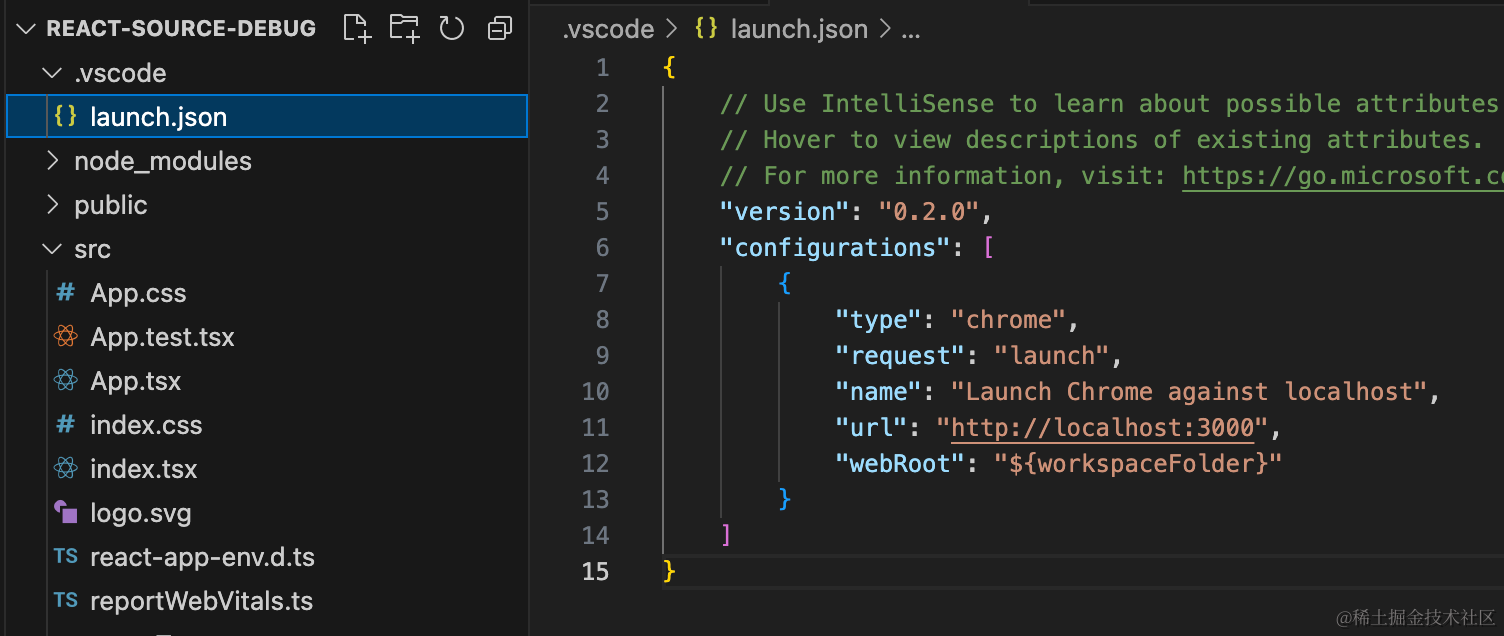 REACT-SOURCE-DEBUG
.vscode
{} launch.json
node_modules
public
src
# App.css
App.test.tsx
App.tsx
# index.css
index.tsx
logo.svg
TS react-app-env.d.ts
TS reportWebVitals.ts
.vscode > {} launch.json > ...
1 {
2 // Use IntelliSense to learn about possible attributes
3 // Hover to view descriptions of existing attributes.
4 // For more information, visit: https://go.microsoft.c
5 "version": "0.2.0",
6 "configurations": [
7 {
8 "type": "chrome",
9 "request": "launch",
10 "name": "Launch Chrome against localhost",
11 "url": "http://localhost:3000",
12 "webRoot": "${workspaceFolder}"
13 }
14 ]
15 }
@稀土掘金技术社区